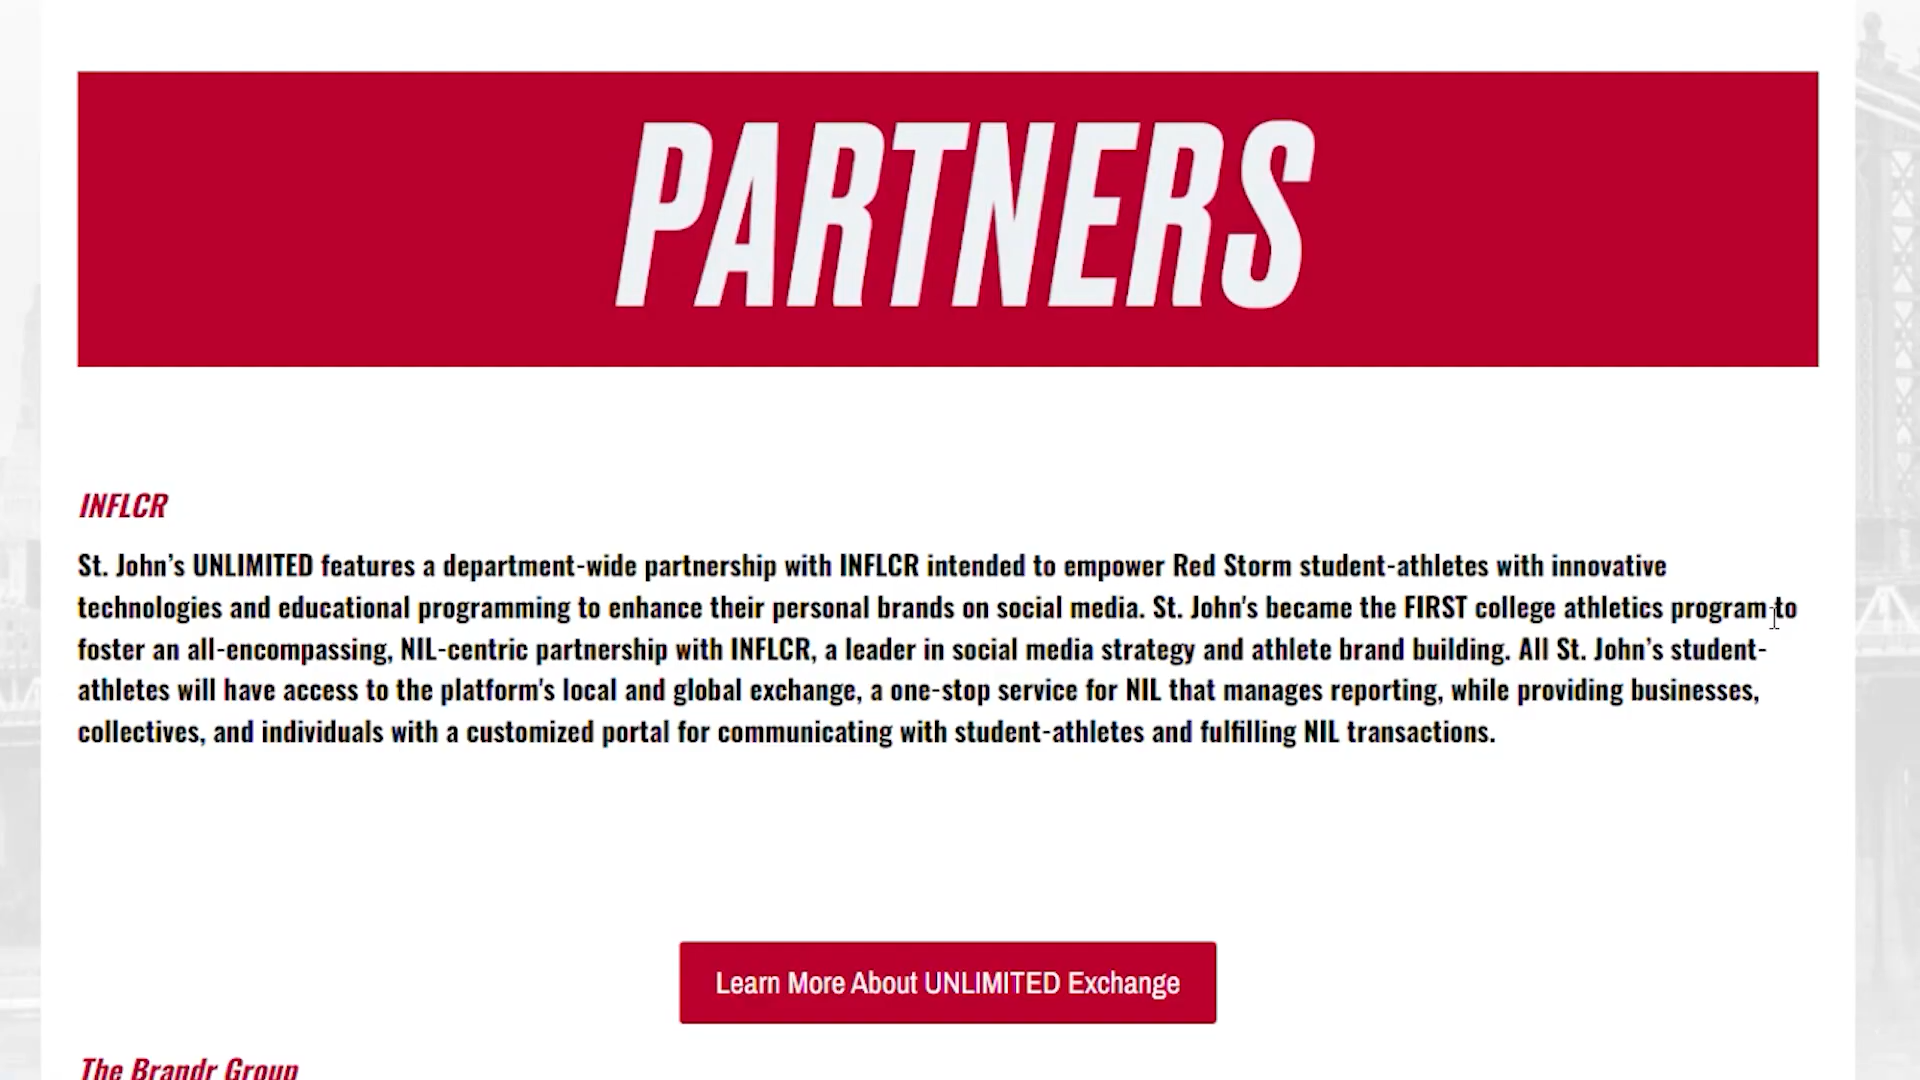 PARTNERS
INFLCR
St. John’s UNLIMITED features a department-wide partnership with INFLCR intended to empower Red Storm student-athletes with innovative
technologies and educational programming to enhance their personal brands on social media. St. John's became the FIRST college athletics program to
foster an all-encompassing, NIL-centric partnership with INFLCR, a leader in social media strategy and athlete brand building. All St. John’s student-
athletes will have access to the platform's local and global exchange, a one-stop service for NIL that manages reporting, while providing businesses,
collectives, and individuals with a customized portal for communicating with student-athletes and fulfilling NIL transactions.
Learn More About UNLIMITED Exchange
The Brandr Group